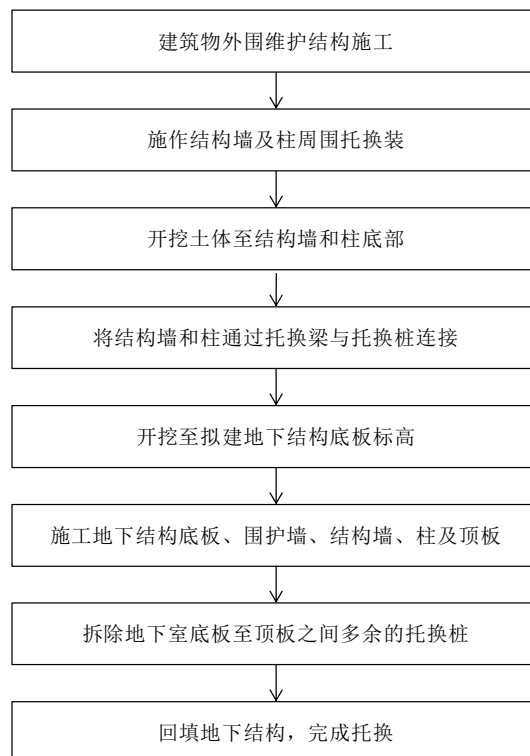 建筑物外围维护结构施工
施作结构墙及柱周围托换装
开挖土体至结构墙和柱底部
将结构墙和柱通过托换梁与托换桩连接
开挖至拟建地下结构底板标高
施工地下结构底板、围护墙、结构墙、柱及顶板
拆除地下室底板至顶板之间多余的托换桩
回填地下结构，完成托换